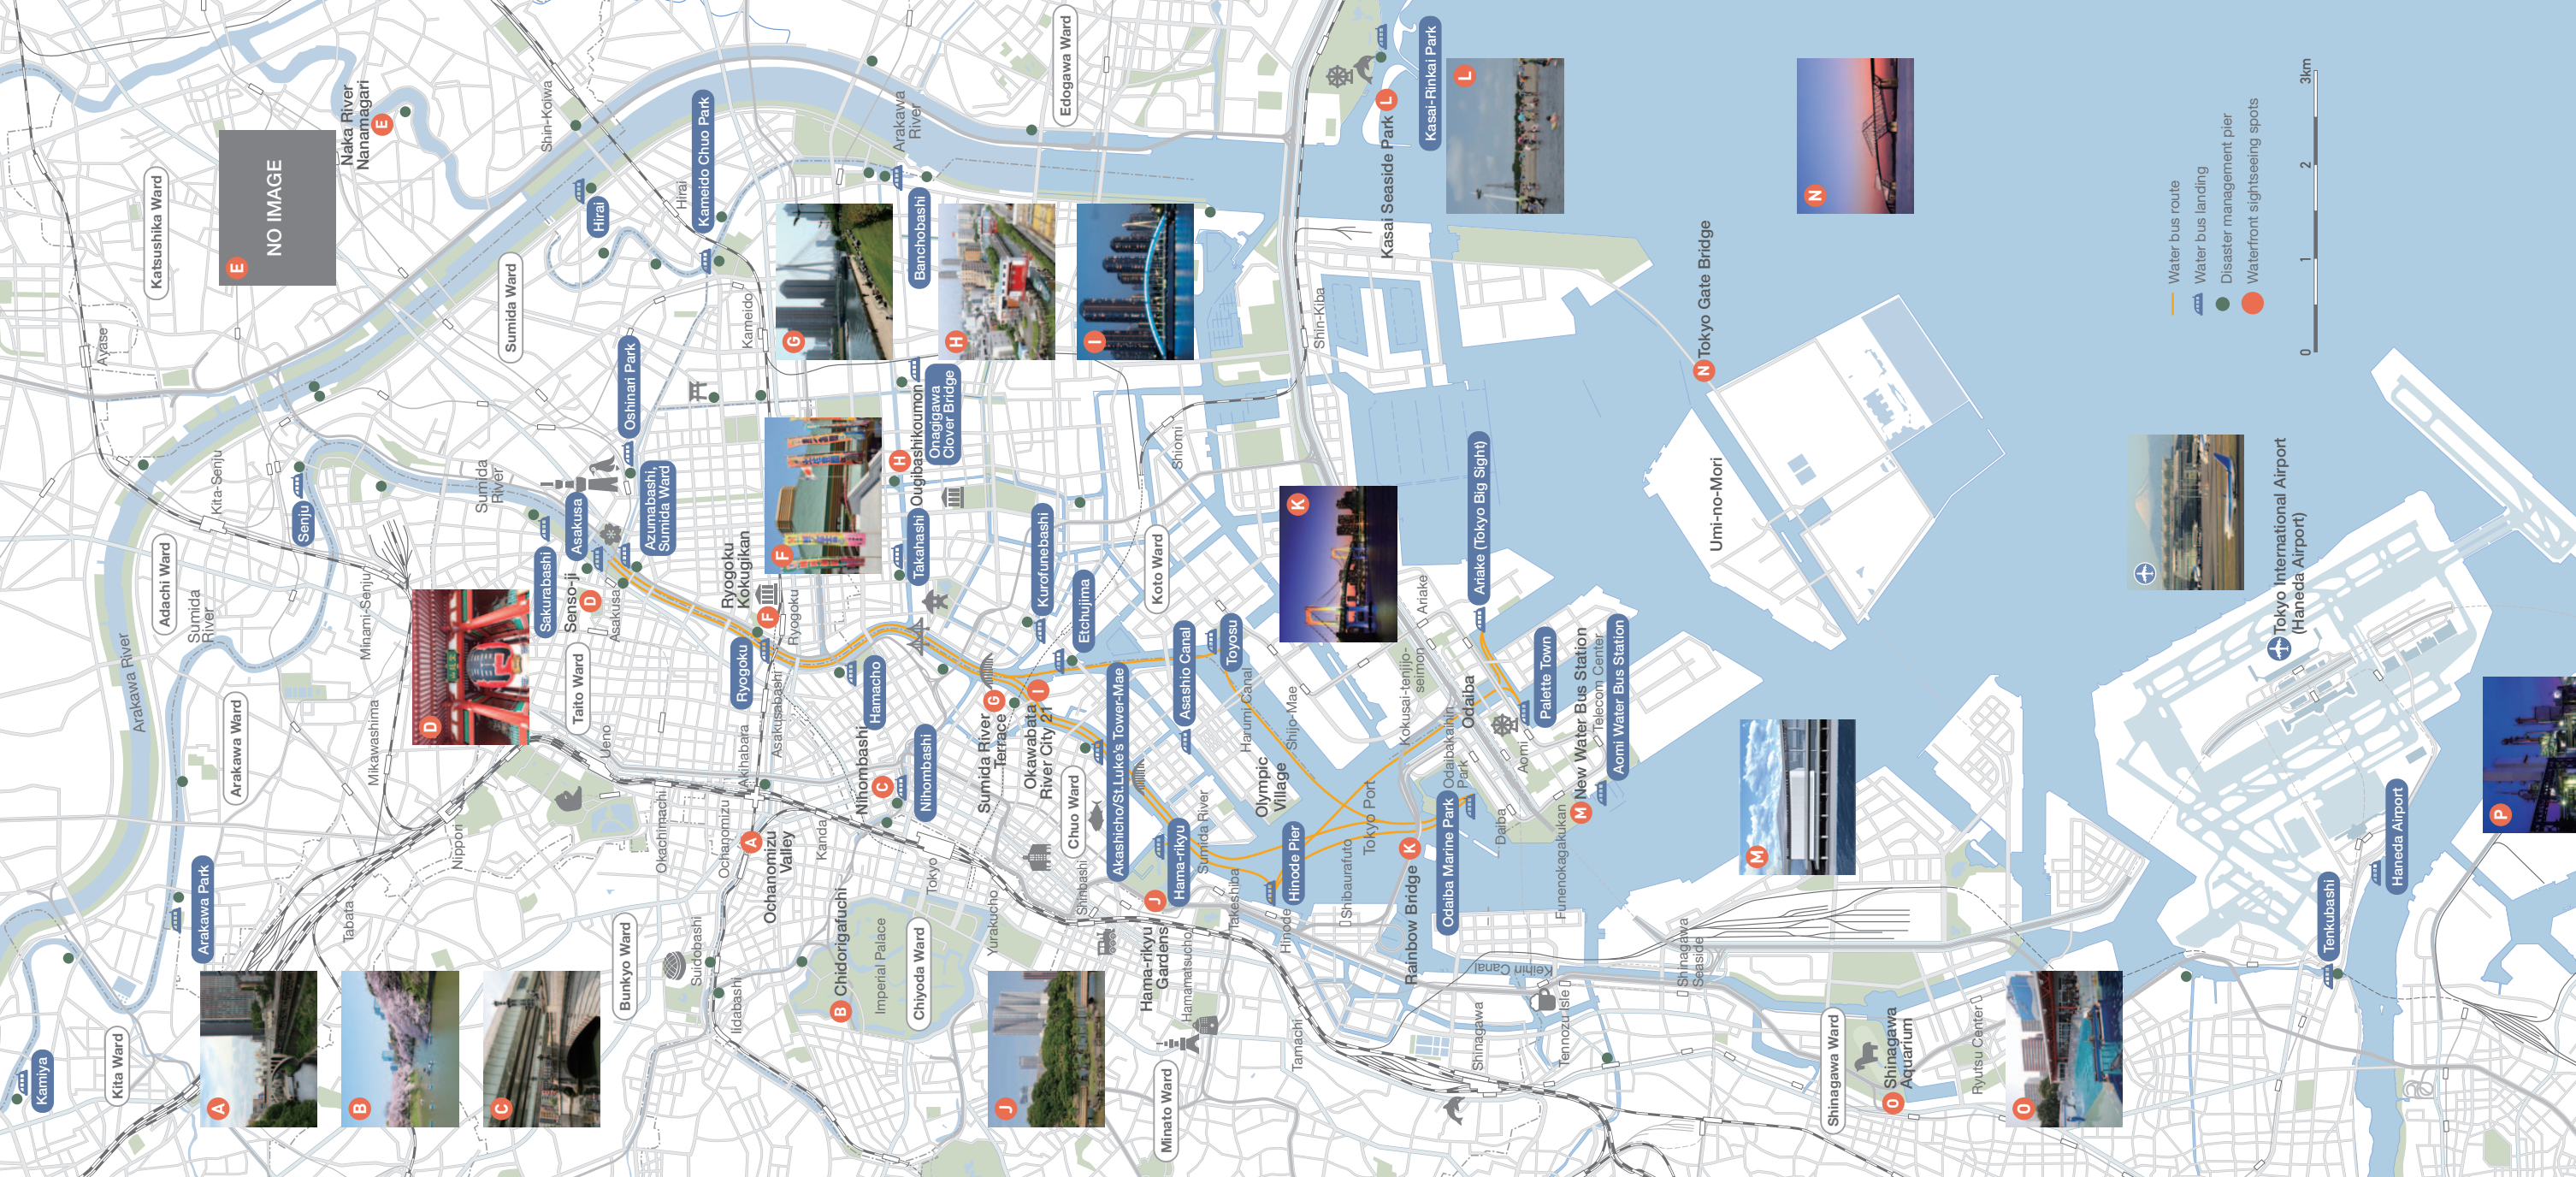 Kamiya
Kita Ward
Arakawa Park
Arakawa River
Adachi Ward
Katsushika Ward
Ayase
Sumida
River
Kita-Senju
Arakawa Ward
E
NO IMAGE
Naka River
Nanamagari
E
Senju
Tabata
Mikawashima
Minami-Senju
Nippori
D
Sumida
River
Sumida Ward
Shin-Koiwa
Hirai
Hirai
Kameido Chuo Park
A
B
C
Bunkyo Ward
Taito Ward
Ueno
Okachimachi
Sakurabashi
Senso-ji
D
Asakusa
Asakusa
Azumabashi,
Sumida Ward
Oshinari Park
Kameido
Suidobashi
Iidabashi
Ochanomizu
A
Ochanomizu
Valley
Akihabara
Asakusabashi
Ryogoku
Kokugikan
F
Ryogoku
Ryogoku
F
G
Kanda
B
Chidorigafuchi
Imperial Palace
Chiyoda Ward
Nihombashi
C
Nihombashi
Hamacho
Takahashi
H
Ougibashikoumon
Onagigawa
Clover Bridge
Banchobashi
Arakawa
River
H
Tokyo
Yurakucho
Sumida River
Terrace
G
Okawabata
River City 21
I
Kurofunebashi
Etchujima
Edogawa Ward
I
J
Chuo Ward
Shinbashi
Akashicho/St.Luke's Tower-Mae
Koto Ward
Shiomi
Hama-rikyu
Gardens
J
Hama-rikyu
Asashio Canal
Toyosu
Minato Ward
Hamamatsucho
Sumida River
Takeshiba
Harumi Canal
Olympic
Village
Shijo-Mae
Hinode
Hinode Pier
Tamachi
Shibaurafuto
Tokyo Port
K
Shin-Kiba
Kasai Seaside Park
L
Kasai-Rinkai Park
L
Rainbow Bridge
K
Kokusai-tenjijo-
seimon
Ariake
Odaiba Marine Park
Odaibakaihin
Park
Odaiba
Ariake (Tokyo Big Sight)
Shinagawa
Keihin Canal
Daiba
Aomi
Palette Town
Tennozu Isle
Funenokagakukan
M
New Water Bus Station
Telecom Center
Aomi Water Bus Station
Shinagawa
Seaside
N
Tokyo Gate Bridge
Umi-no-Mori
M
N
Shinagawa Ward
O
Shinagawa
Aquarium
Ryutsu Center
O
Water bus route
Water bus landing
Disaster management pier
Waterfront sightseeing spots
0
1
2
3km
Tokyo International Airport
(Haneda Airport)
Tenkubashi
Haneda Airport
P